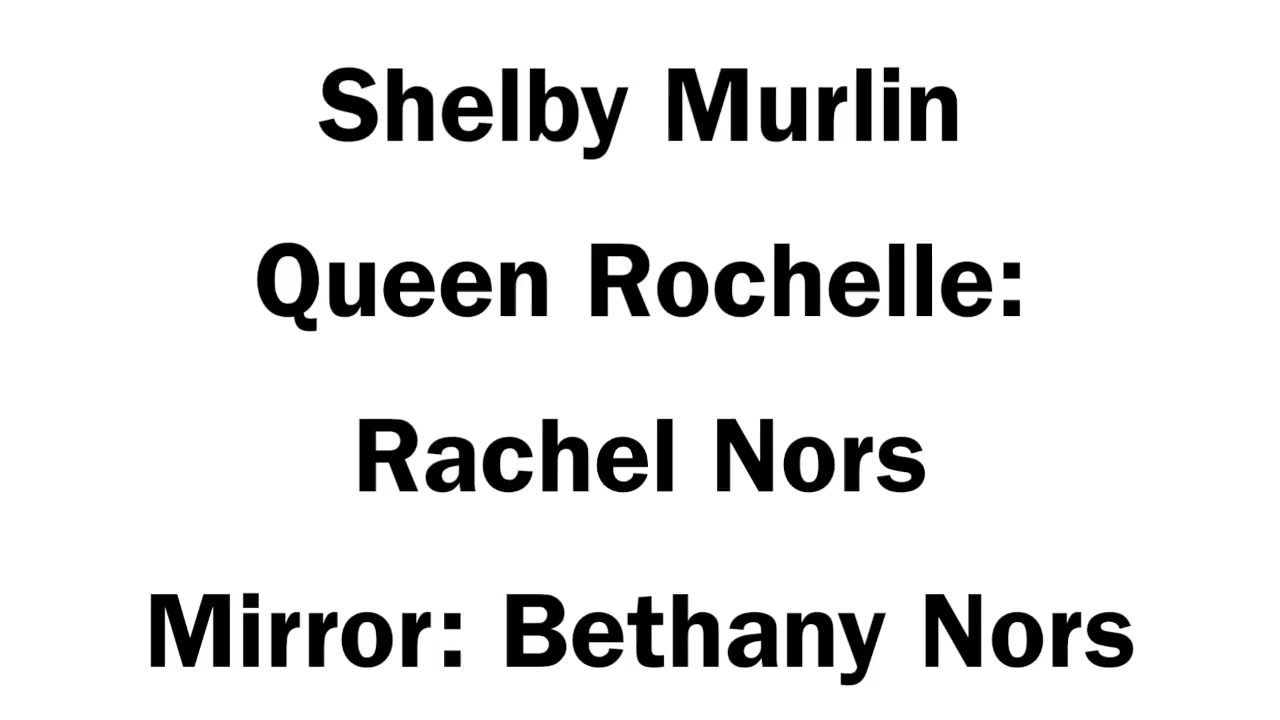 Shelby Murlin
Queen Rochelle:
Rachel Nors
Mirror: Bethany Nors